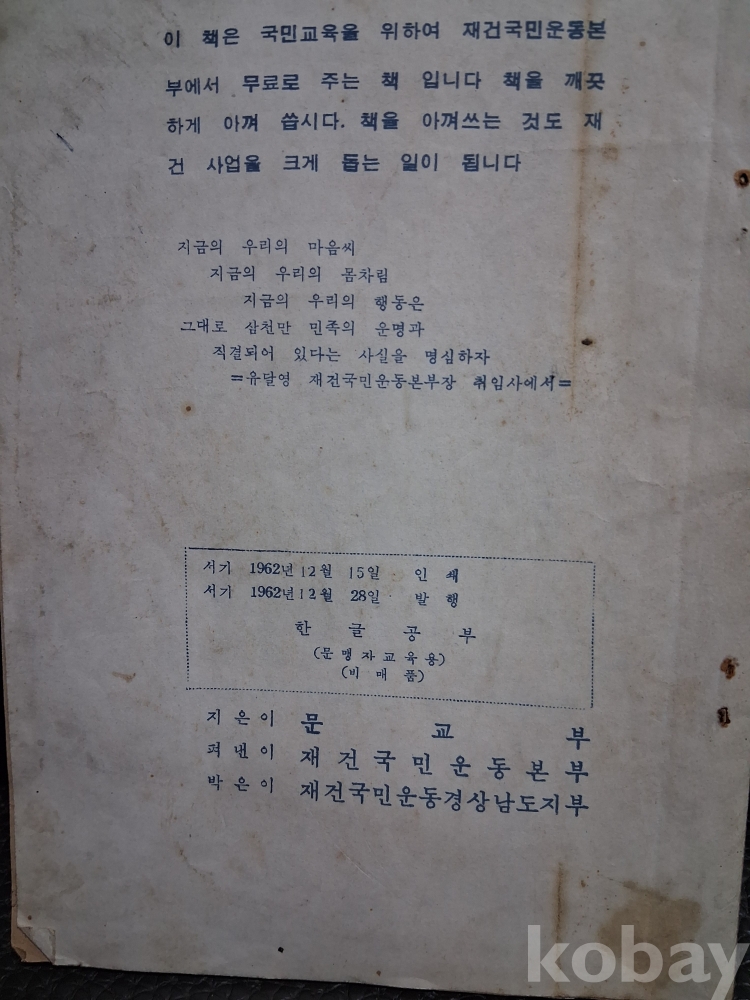 이 책은 국민교육을 위하여 재건국민운동본
부에서 무료로 주는 책 입니다 책을 깨끗
하게 아껴 씁시다. 책을 아껴쓰는 것도 재
건 사업을 크게 돕는 일이 됩니다
지금의 우리의 마음씨
지금의 우리의 몸차림
지금의 우리의 행동은
그대로 삼천만 민족의 운명과
직결되어 있다는 사실을 명심하자
=유달영 재건국민운동본부장 취임사에서=
서기 1962년 12월 15일 인쇄
서기 1962년 12월 28일 발행
한글공부
(문맹자교육용)
(비매품)
지은이 문교부
펴낸이 재건국민운동본부
박은이 재건국민운동경상남도지부
kobay